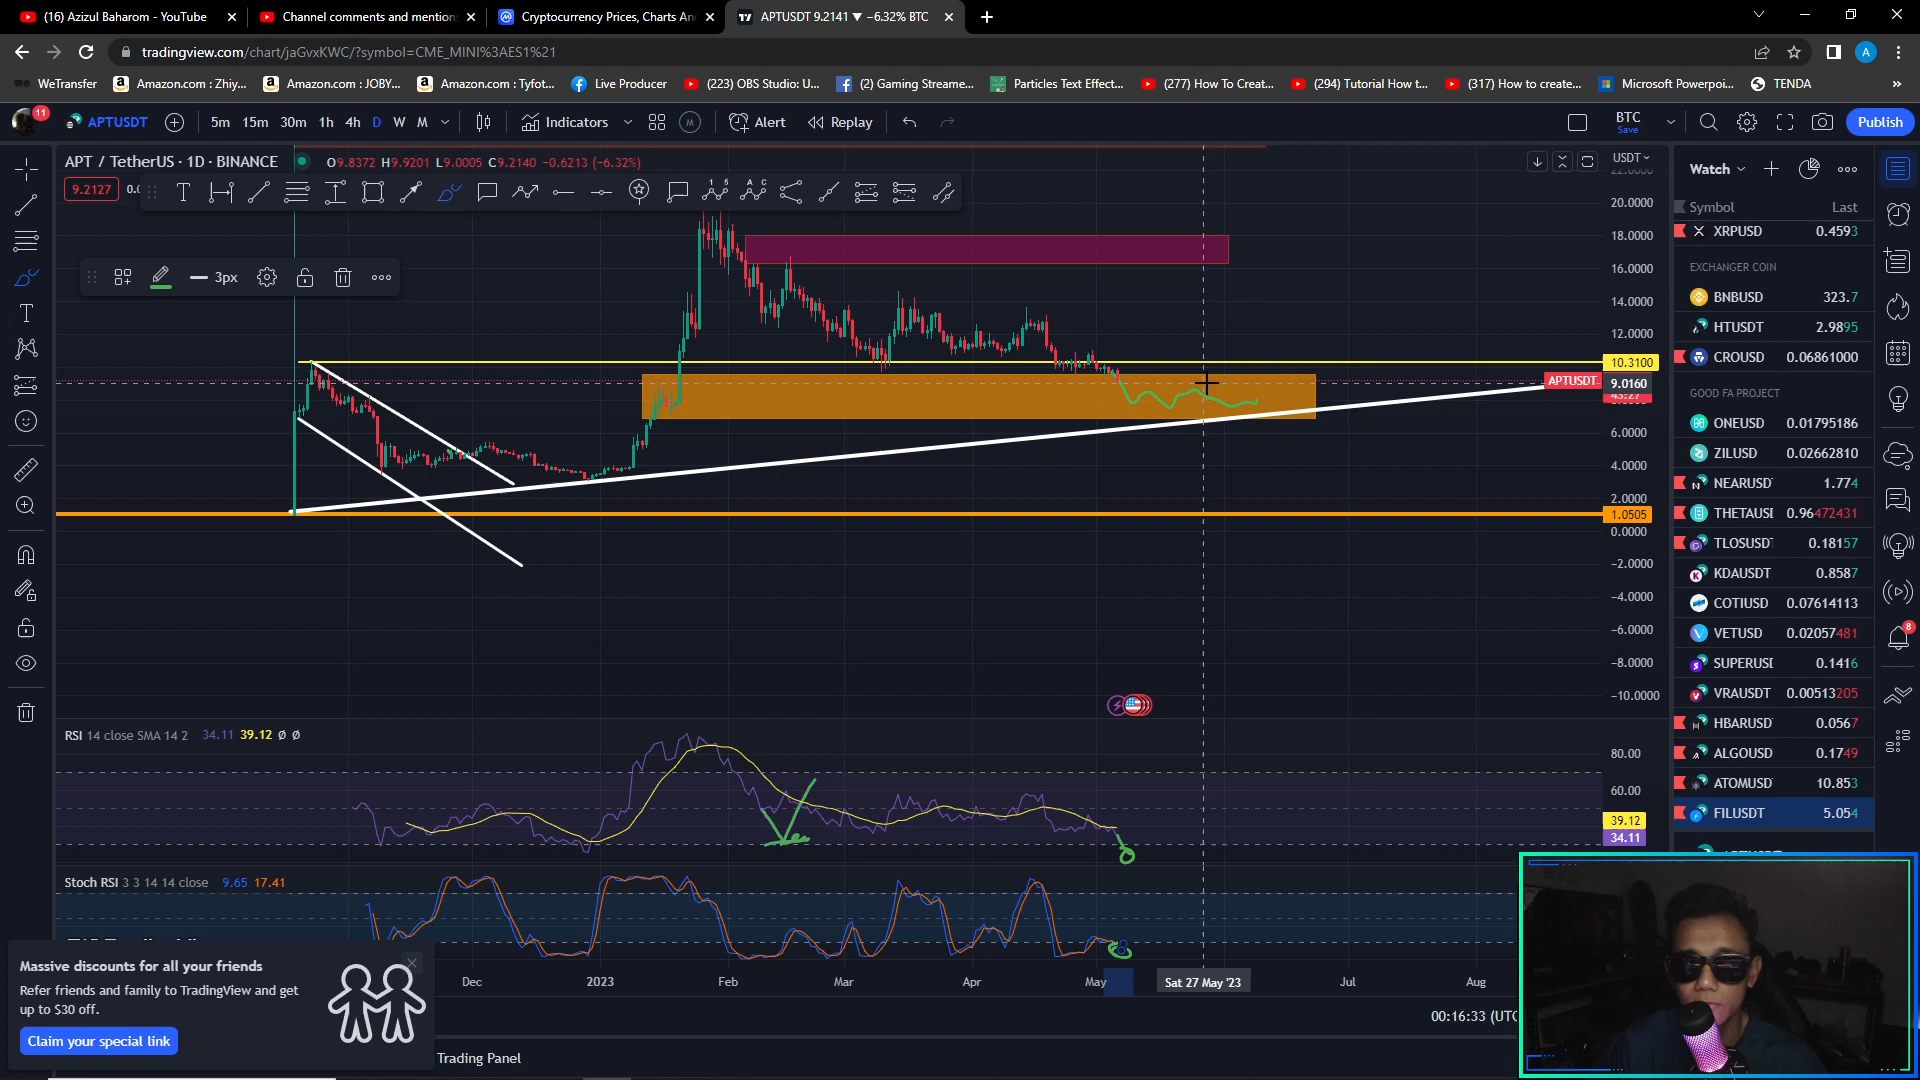 (16) Azizul Baharom - YouTube
Channel comments and mention
Cryptocurrency Prices, Charts An
APTUSDT 9.2141 ▼ −6.32% BTC
tradingview.com/chart/jaGvxKWC/?symbol=CME_MINI%3AES1%21
A
WeTransfer
Amazon.com : Zhiy...
Amazon.com : JOBY...
Amazon.com : Tyfot...
Live Producer
(223) OBS Studio: U...
(2) Gaming Streame...
Particles Text Effect...
(277) How To Creat...
(294) Tutorial How t...
(317) How to create...
Microsoft Powerpoi...
TENDA
»
11
APTUSDT
5m 15m 30m 1h 4h D W M
Indicators
Alert
Replay
BTC
Save
Publish
APT / TetherUS · 1D · BINANCE
O9.8372 H9.9201 L9.0005 C9.2140 −0.6213 (−6.32%)
9.2127
3px
USDT
20.0000
18.0000
16.0000
14.0000
12.0000
10.3100
APTUSDT
9.0160
6.0000
4.0000
2.0000
1.0505
0.0000
−2.0000
−4.0000
−6.0000
−8.0000
−10.0000
RSI 14 close SMA 14 2 34.11 39.12 ∅ ∅
80.00
60.00
39.12
34.11
Stoch RSI 3 3 14 14 close 9.65 17.41
Dec 2023 Feb Mar Apr May Sat 27 May '23 Jul Aug
00:16:33 (UTC
Trading Panel
Massive discounts for all your friends
Refer friends and family to TradingView and get
up to $30 off.
Claim your special link
Watch
Symbol Last
XRPUSD 0.4593
EXCHANGER COIN
BNBUSD 323.7
HTUSDT 2.9895
CROUSD 0.06861000
GOOD FA PROJECT
ONEUSD 0.01795186
ZILUSD 0.02662810
NEARUSD 1.774
THETAUSI 0.96472431
TLOSUSDT 0.18157
KDAUSDT 0.8587
COTIUSD 0.07614113
VETUSD 0.02057481
SUPERUSI 0.1416
VRAUSDT 0.00513205
HBARUSD 0.0567
ALGOUSD 0.1749
ATOMUSD 10.853
FILUSDT 5.054
8